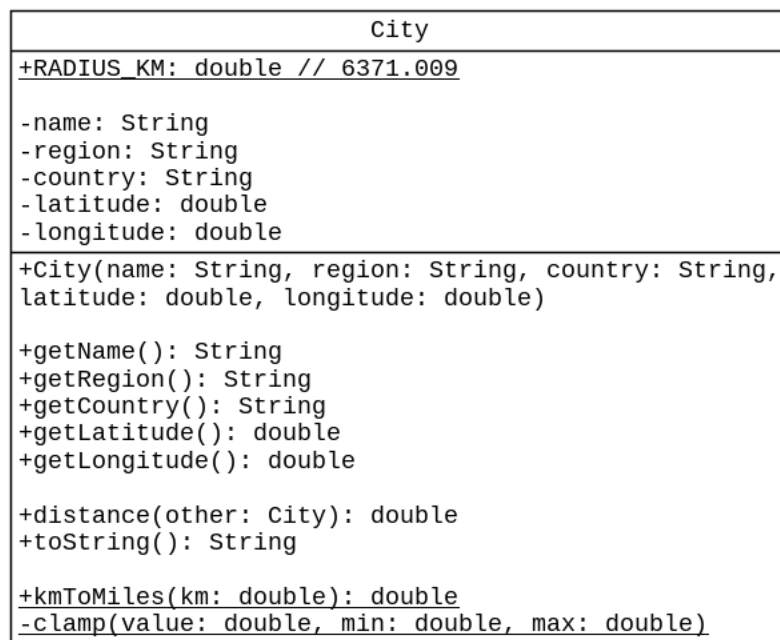 City
+RADIUS_KM: double // 6371.009
-name: String
-region: String
-country: String
-latitude: double
-longitude: double
+City(name: String, region: String, country: String,
latitude: double, longitude: double)
+getName(): String
+getRegion(): String
+getCountry(): String
+getLatitude(): double
+getLongitude(): double
+distance(other: City): double
+toString(): String
+kmToMiles(km: double): double
-clamp(value: double, min: double, max: double)